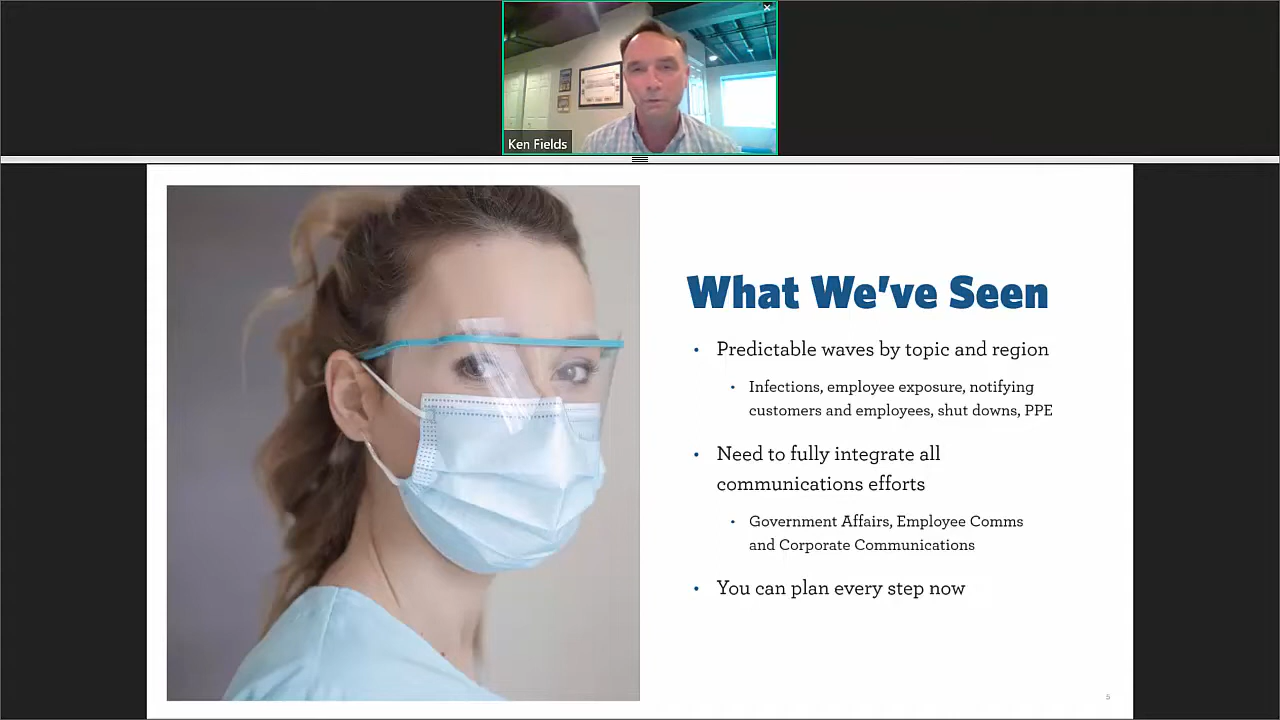 Ken Fields
What We've Seen
• Predictable waves by topic and region
• Infections, employee exposure, notifying
customers and employees, shut downs, PPE
• Need to fully integrate all
communications efforts
• Government Affairs, Employee Comms
and Corporate Communications
• You can plan every step now
5